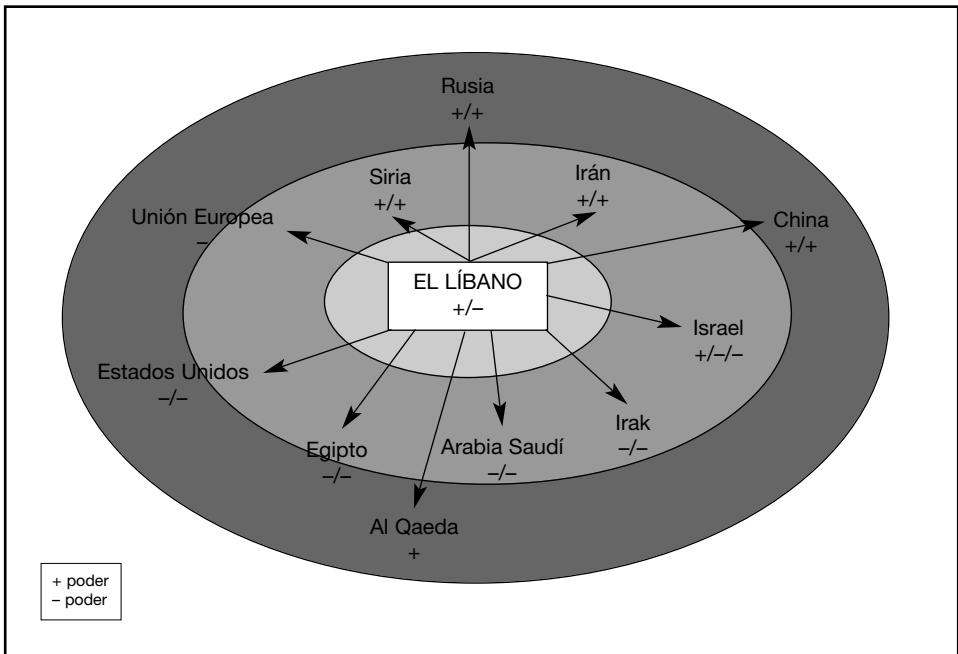 Rusia
+/+
Siria
+/+
Irán
+/+
Unión Europea
–
China
+/+
EL LÍBANO
+/–
Israel
+/–/–
Estados Unidos
–/–
Egipto
–/–
Arabia Saudí
–/–
Irak
–/–
Al Qaeda
+
+ poder
– poder